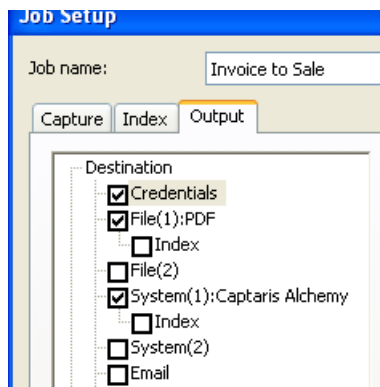 Job Setup
Job name: Invoice to Sale
Capture Index Output
Destination
Credentials
File(1):PDF
Index
File(2)
System(1):Captaris Alchemy
Index
System(2)
Email